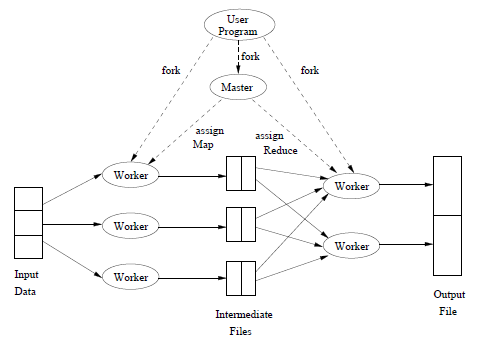 User
Program
fork
fork
fork
Master
assign
Map
assign
Reduce
Worker
Worker
Worker
Worker
Worker
Input
Data
Intermediate
Files
Output
File